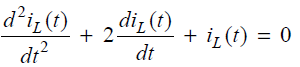 d²i_L(t)/dt² + 2 di_L(t)/dt + i_L(t) = 0